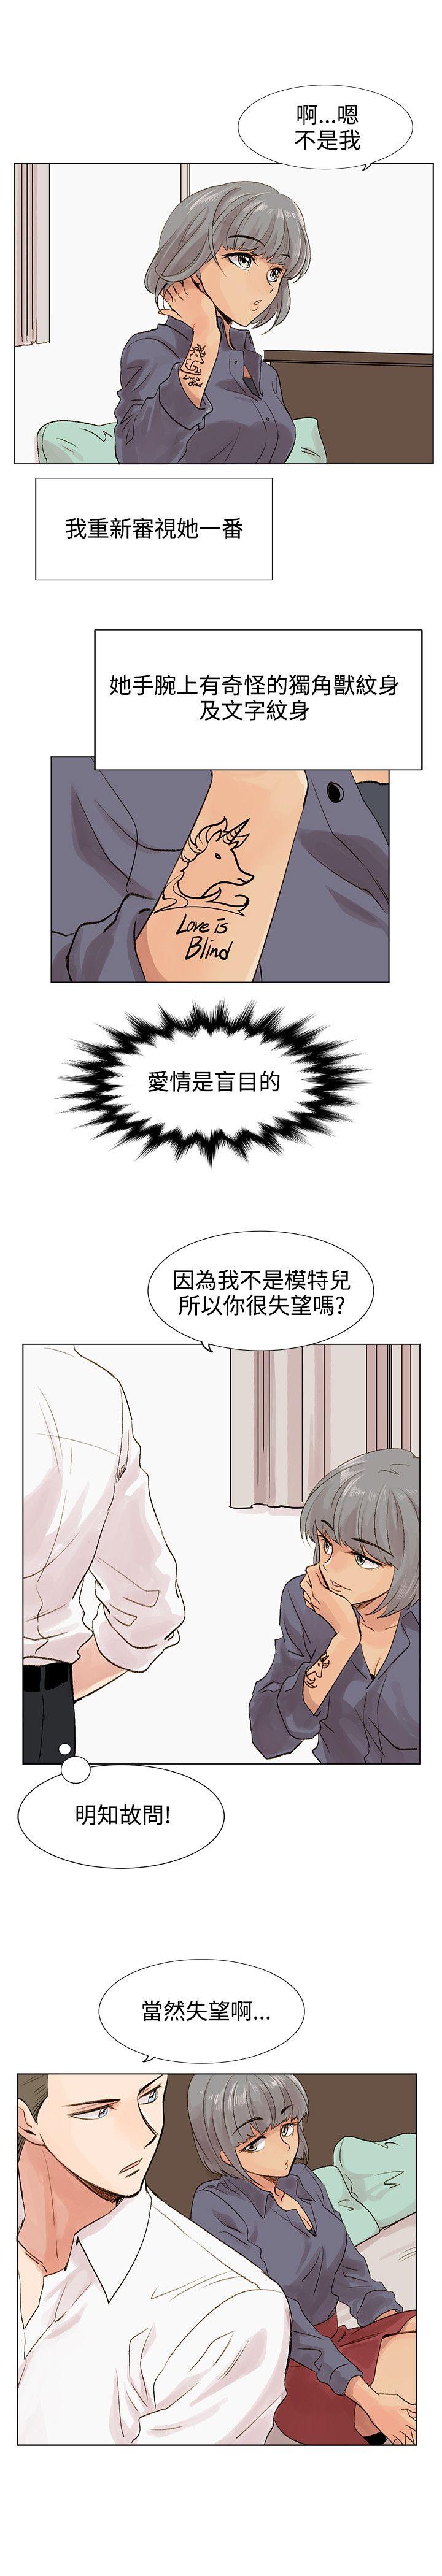 啊...嗯
不是我
我重新審視她一番
她手腕上有奇怪的獨角獸紋身
及文字紋身
Love is
Blind
愛情是盲目的
因為我不是模特兒
所以你很失望嗎?
明知故問!
當然失望啊...